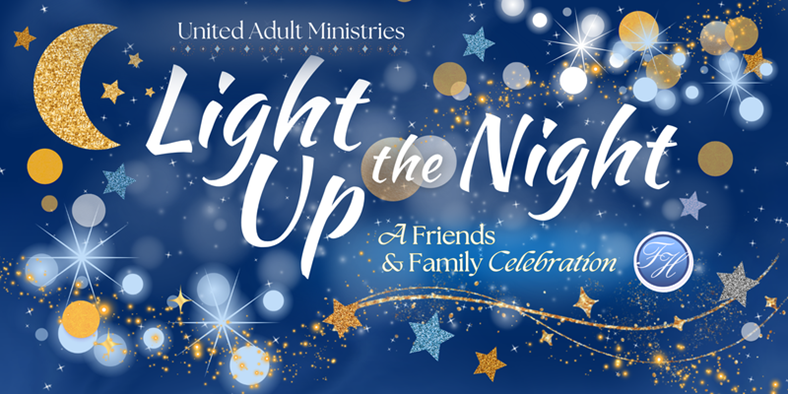 United Adult Ministries
Light
Up the Night
A Friends
& Family Celebration
FH